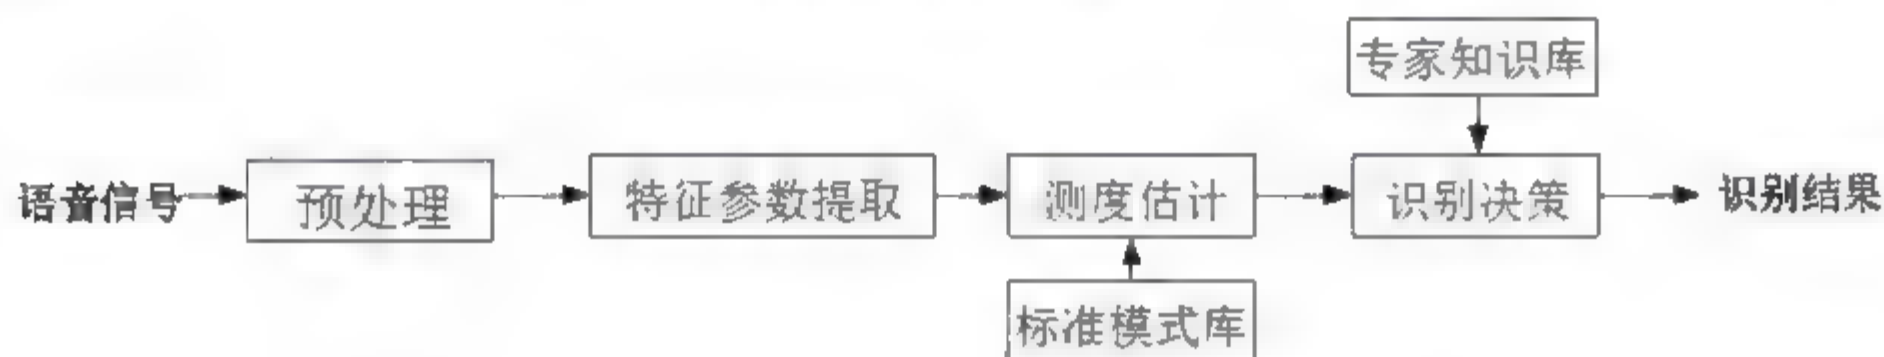 专家知识库
语音信号
预处理
特征参数提取
测度估计
识别决策
识别结果
标准模式库